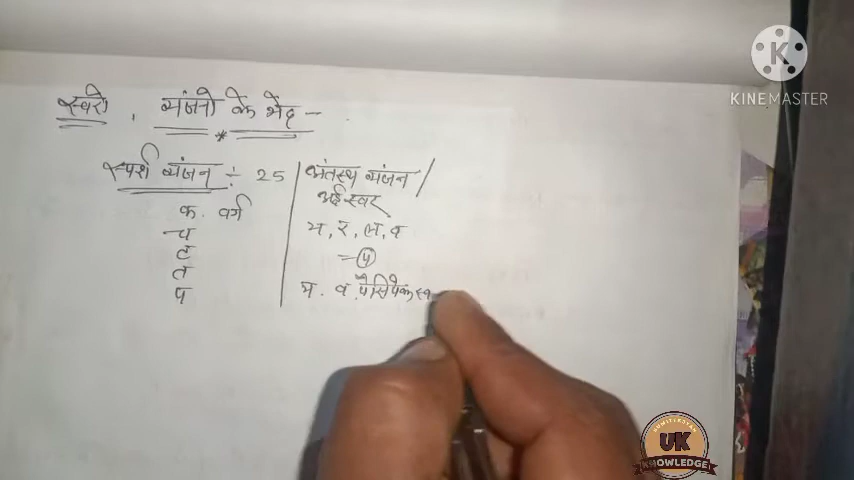 स्वरो, व्यंजनो के भेद -
स्पर्श व्यंजन ÷ 25
क. वर्ग
च
ट
त
प
अंतस्थ व्यंजन /
अर्द्धस्वर
य, र, ल, व
= 4
य. व.
KINEMASTER
UK
KNOWLEDGE